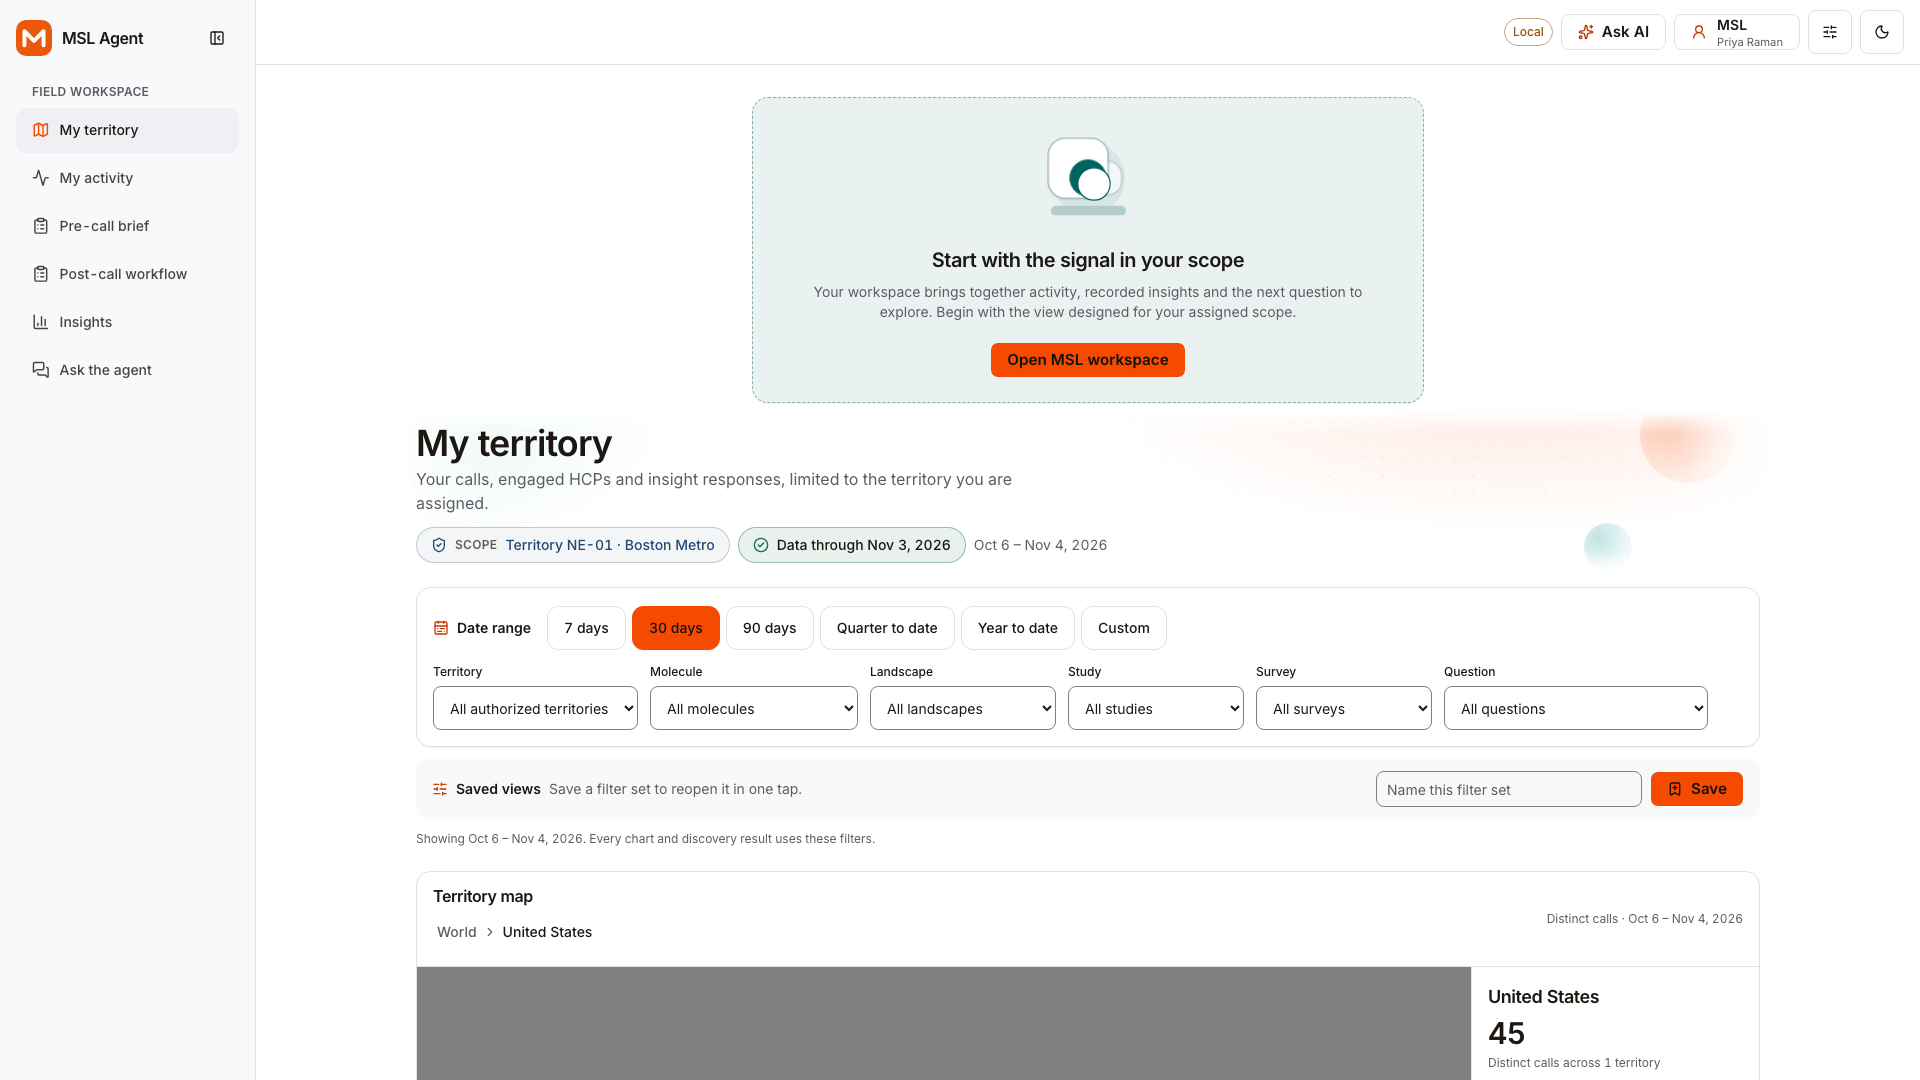 MSL Agent
FIELD WORKSPACE
My territory
My activity
Pre-call brief
Post-call workflow
Insights
Ask the agent
Local
Ask AI
MSL
Priya Raman
Start with the signal in your scope
Your workspace brings together activity, recorded insights and the next question to
explore. Begin with the view designed for your assigned scope.
Open MSL workspace
My territory
Your calls, engaged HCPs and insight responses, limited to the territory you are
assigned.
SCOPE Territory NE-01 · Boston Metro
Data through Nov 3, 2026
Oct 6 – Nov 4, 2026
Date range
7 days
30 days
90 days
Quarter to date
Year to date
Custom
Territory
Molecule
Landscape
Study
Survey
Question
All authorized territories
All molecules
All landscapes
All studies
All surveys
All questions
Saved views
Save a filter set to reopen it in one tap.
Name this filter set
Save
Showing Oct 6 – Nov 4, 2026. Every chart and discovery result uses these filters.
Territory map
World > United States
Distinct calls · Oct 6 – Nov 4, 2026
United States
45
Distinct calls across 1 territory